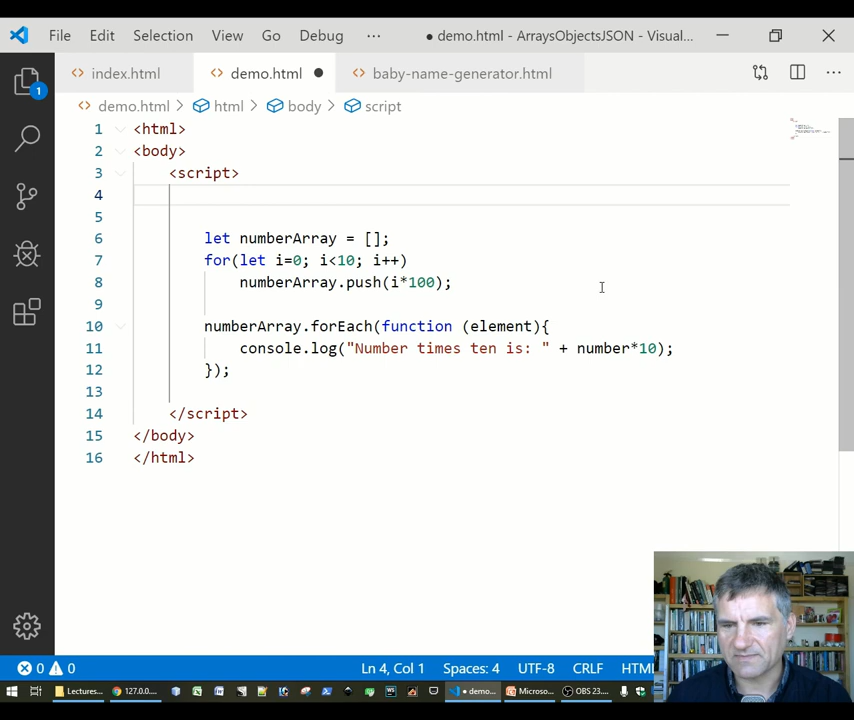 File Edit Selection View Go Debug ··· ● demo.html - ArraysObjectsJSON - Visual...
1
index.html demo.html ● baby-name-generator.html ···
demo.html > html > body > script
1 <html>
2 <body>
3 <script>
4
5
6 let numberArray = [];
7 for(let i=0; i<10; i++)
8 numberArray.push(i*100);
9
10 numberArray.forEach(function (element){
11 console.log("Number times ten is: " + number*10);
12 });
13
14 </script>
15 </body>
16 </html>
0 0 Ln 4, Col 1 Spaces: 4 UTF-8 CRLF HTML
Lectures... 127.0.0... ● demo... Microso... OBS 23....